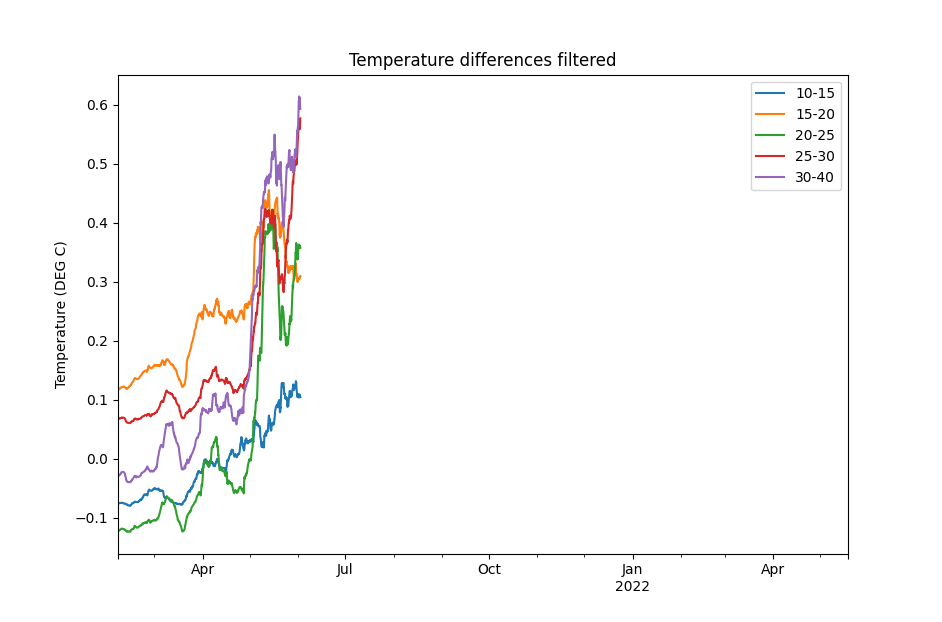 Temperature differences filtered
10-15
15-20
20-25
25-30
30-40
Temperature (DEG C)
0.6
0.5
0.4
0.3
0.2
0.1
0.0
−0.1
Apr
Jul
Oct
Jan
2022
Apr